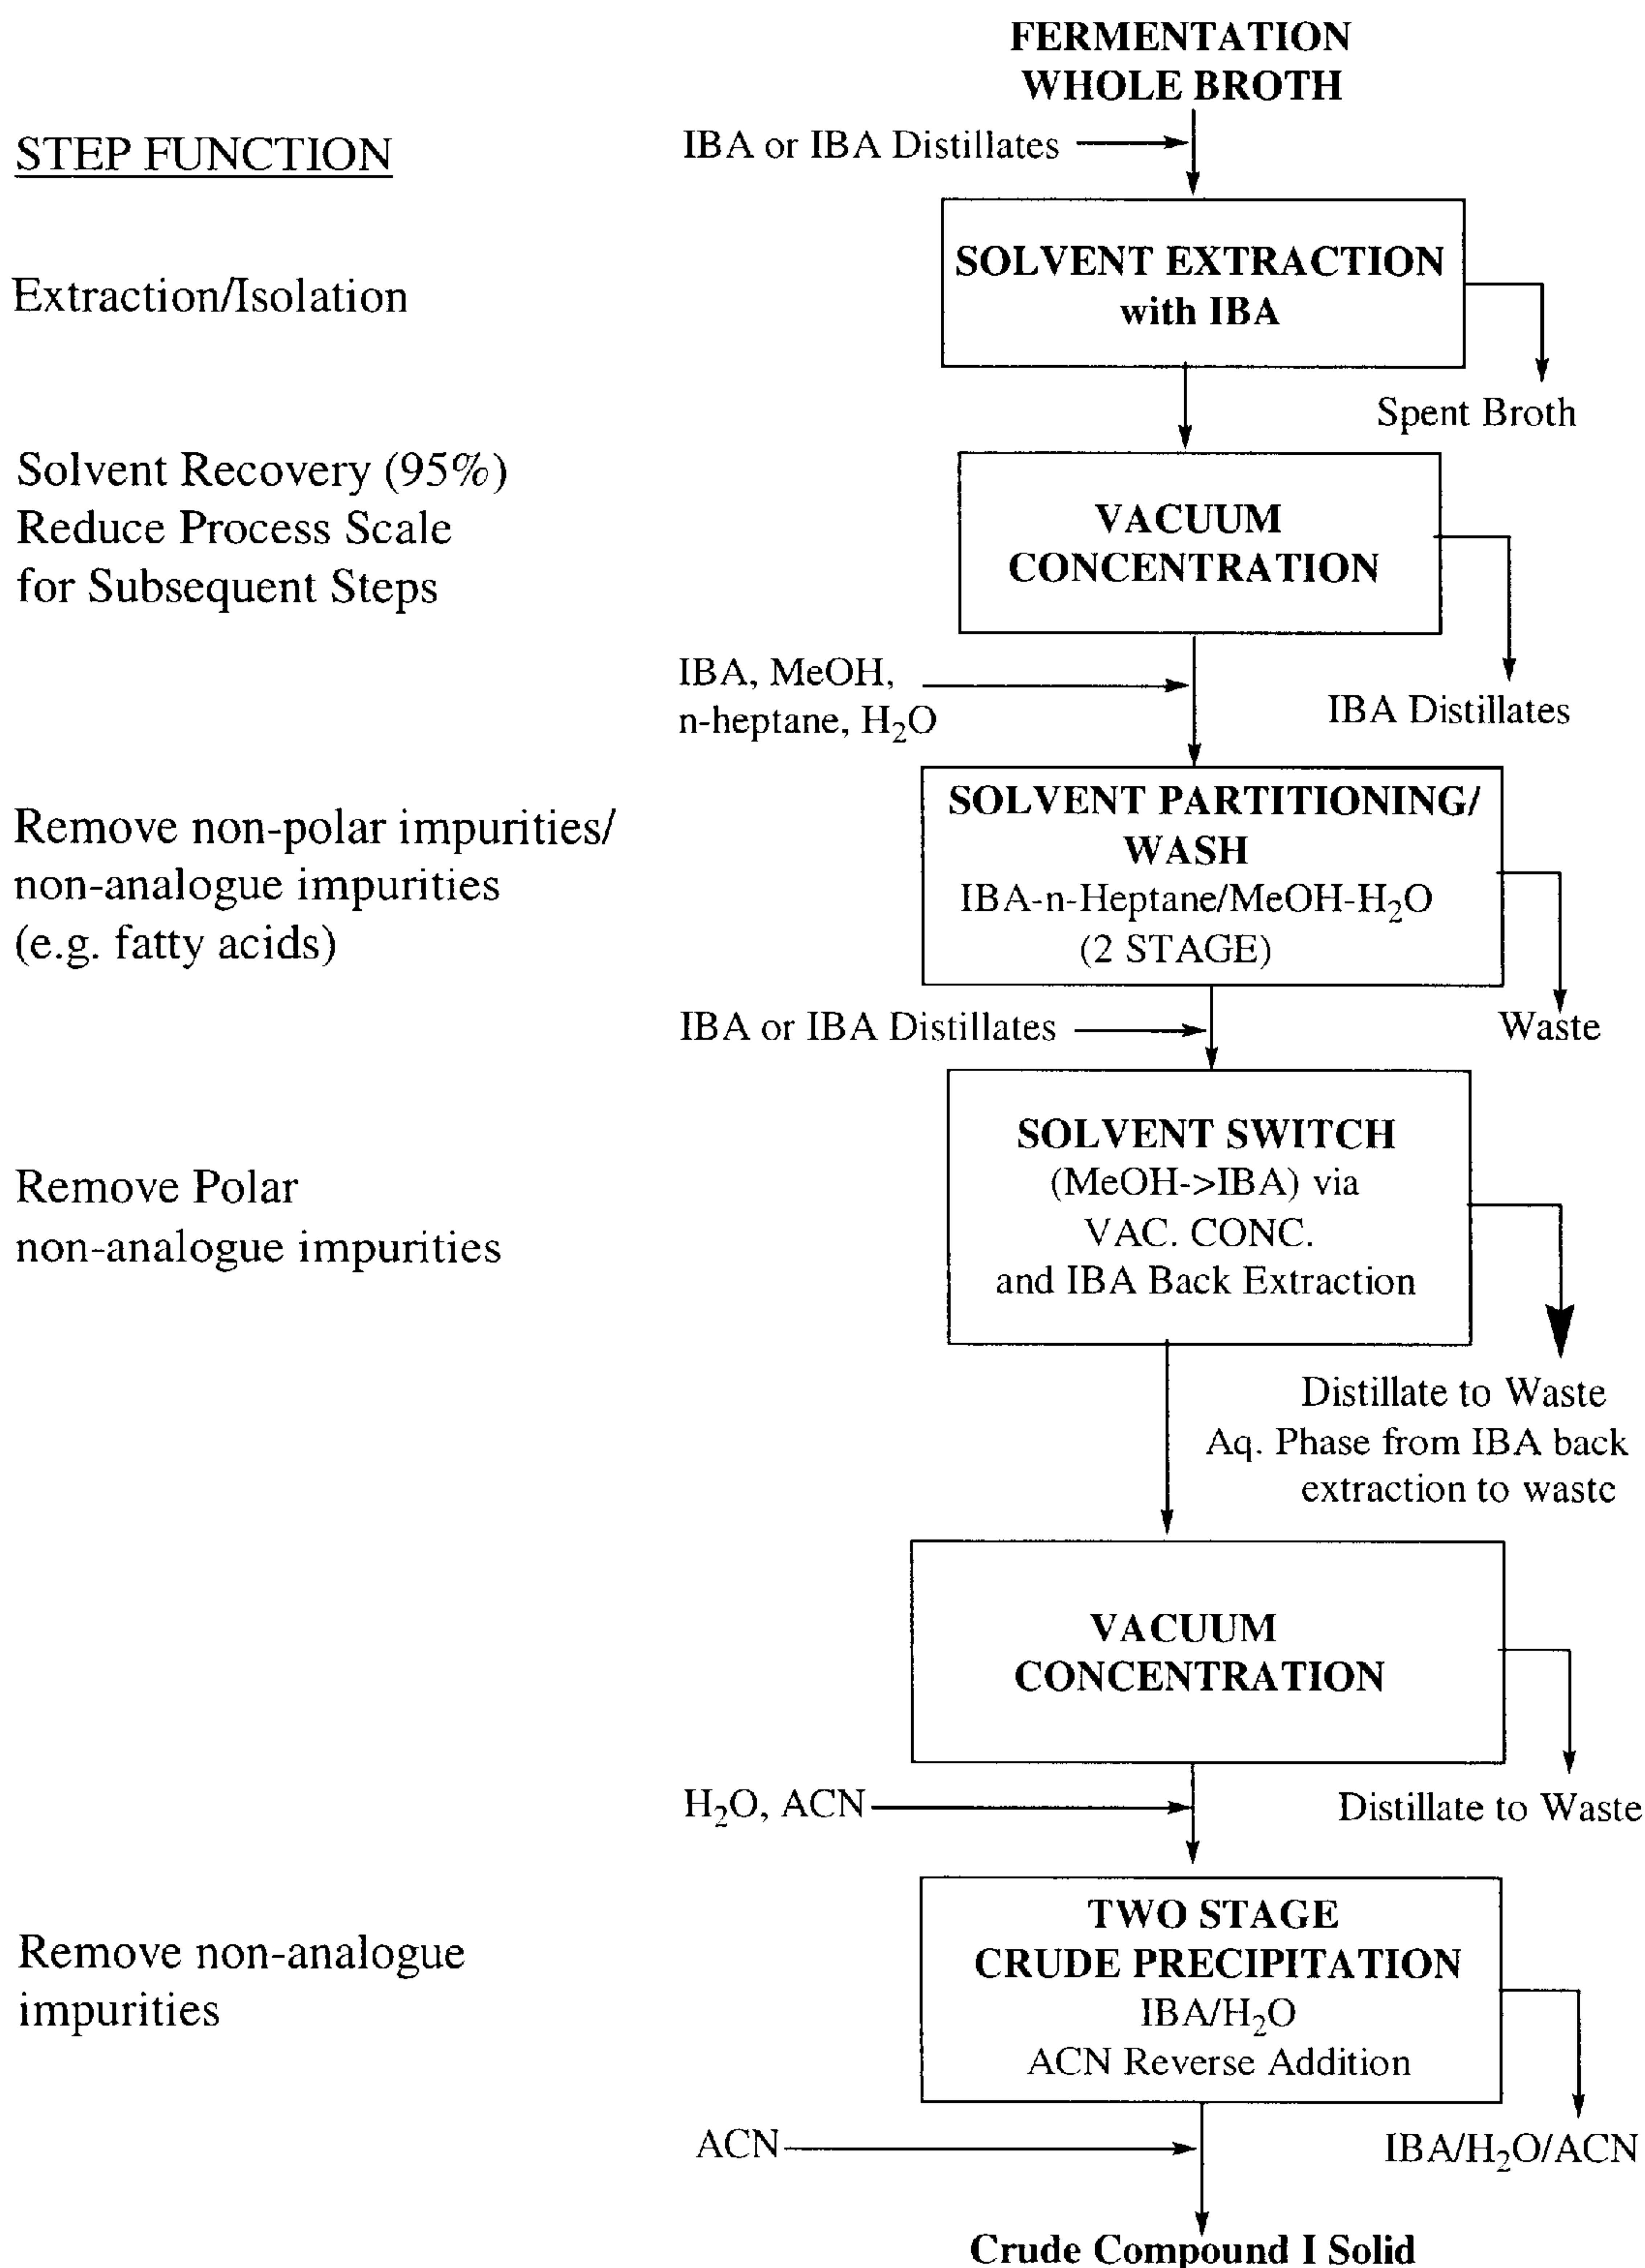 FERMENTATION
WHOLE BROTH
STEP FUNCTION
IBA or IBA Distillates
Extraction/Isolation
SOLVENT EXTRACTION
with IBA
Spent Broth
Solvent Recovery (95%)
Reduce Process Scale
for Subsequent Steps
VACUUM
CONCENTRATION
IBA, MeOH,
n-heptane, H₂O
IBA Distillates
Remove non-polar impurities/
non-analogue impurities
(e.g. fatty acids)
SOLVENT PARTITIONING/
WASH
IBA-n-Heptane/MeOH-H₂O
(2 STAGE)
IBA or IBA Distillates
Waste
Remove Polar
non-analogue impurities
SOLVENT SWITCH
(MeOH->IBA) via
VAC. CONC.
and IBA Back Extraction
Distillate to Waste
Aq. Phase from IBA back
extraction to waste
VACUUM
CONCENTRATION
H₂O, ACN
Distillate to Waste
Remove non-analogue
impurities
TWO STAGE
CRUDE PRECIPITATION
IBA/H₂O
ACN Reverse Addition
ACN
IBA/H₂O/ACN
Crude Compound I Solid